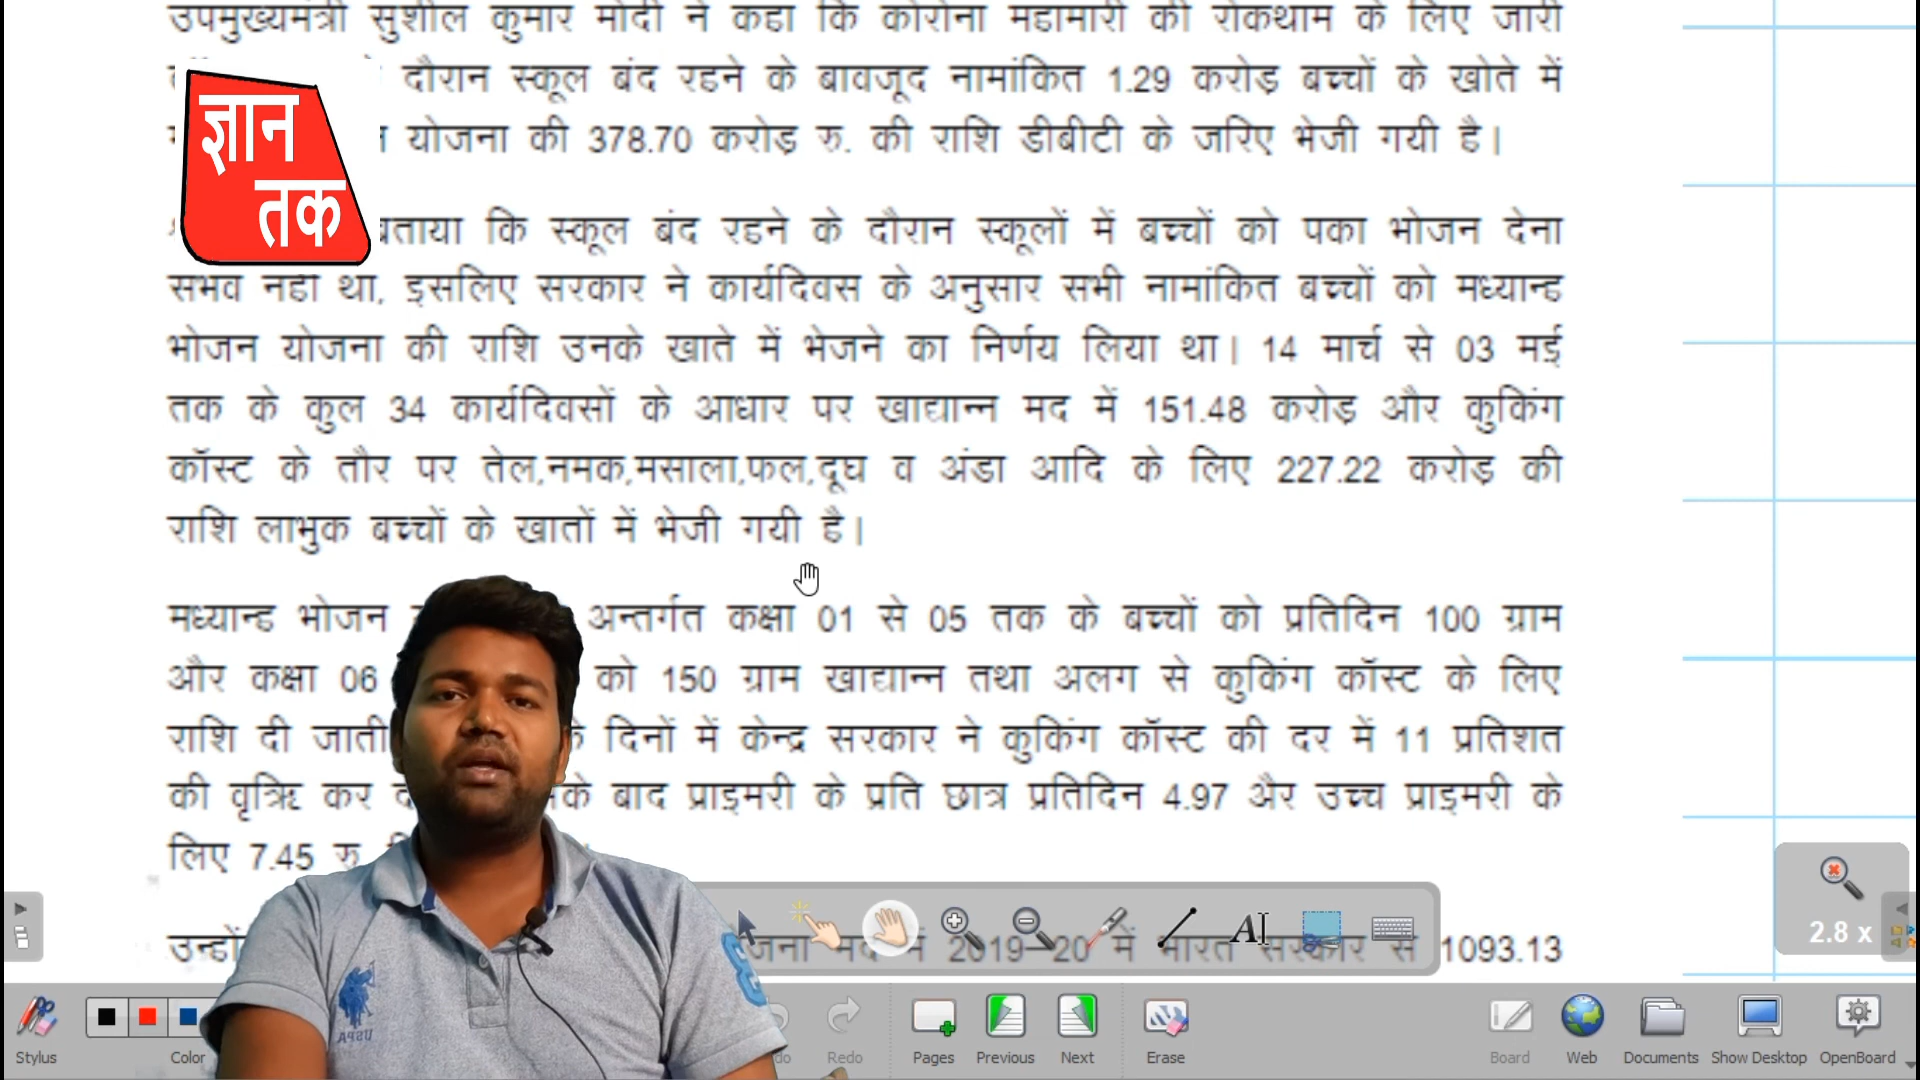 उपमुख्यमंत्री सुशील कुमार मोदी ने कहा कि कोरोना महामारी की रोकथाम के लिए जारी
दौरान स्कूल बंद रहने के बावजूद नामांकित 1.29 करोड़ बच्चों के खोते में
योजना की 378.70 करोड़ रु. की राशि डीबीटी के जरिए भेजी गयी है।
ज्ञान
तक
बताया कि स्कूल बंद रहने के दौरान स्कूलों में बच्चों को पका भोजन देना
संभव नहीं था, इसलिए सरकार ने कार्यदिवस के अनुसार सभी नामांकित बच्चों को मध्यान्ह
भोजन योजना की राशि उनके खाते में भेजने का निर्णय लिया था। 14 मार्च से 03 मई
तक के कुल 34 कार्यदिवसों के आधार पर खाद्यान्न मद में 151.48 करोड़ और कुकिंग
कॉस्ट के तौर पर तेल,नमक,मसाला,फल,दूध व अंडा आदि के लिए 227.22 करोड़ की
राशि लाभुक बच्चों के खातों में भेजी गयी है।
मध्यान्ह भोजन अन्तर्गत कक्षा 01 से 05 तक के बच्चों को प्रतिदिन 100 ग्राम
और कक्षा 06 को 150 ग्राम खाद्यान्न तथा अलग से कुकिंग कॉस्ट के लिए
राशि दी जाती दिनों में केन्द्र सरकार ने कुकिंग कॉस्ट की दर में 11 प्रतिशत
की वृद्धि कर बाद प्राइमरी के प्रति छात्र प्रतिदिन 4.97 अैर उच्च प्राइमरी के
लिए 7.45 रु
मद में 2019-20 में भारत सरकार से 1093.13
2.8 x
USPA
Stylus Color Redo Pages Previous Next Erase Board Web Documents Show Desktop OpenBoard